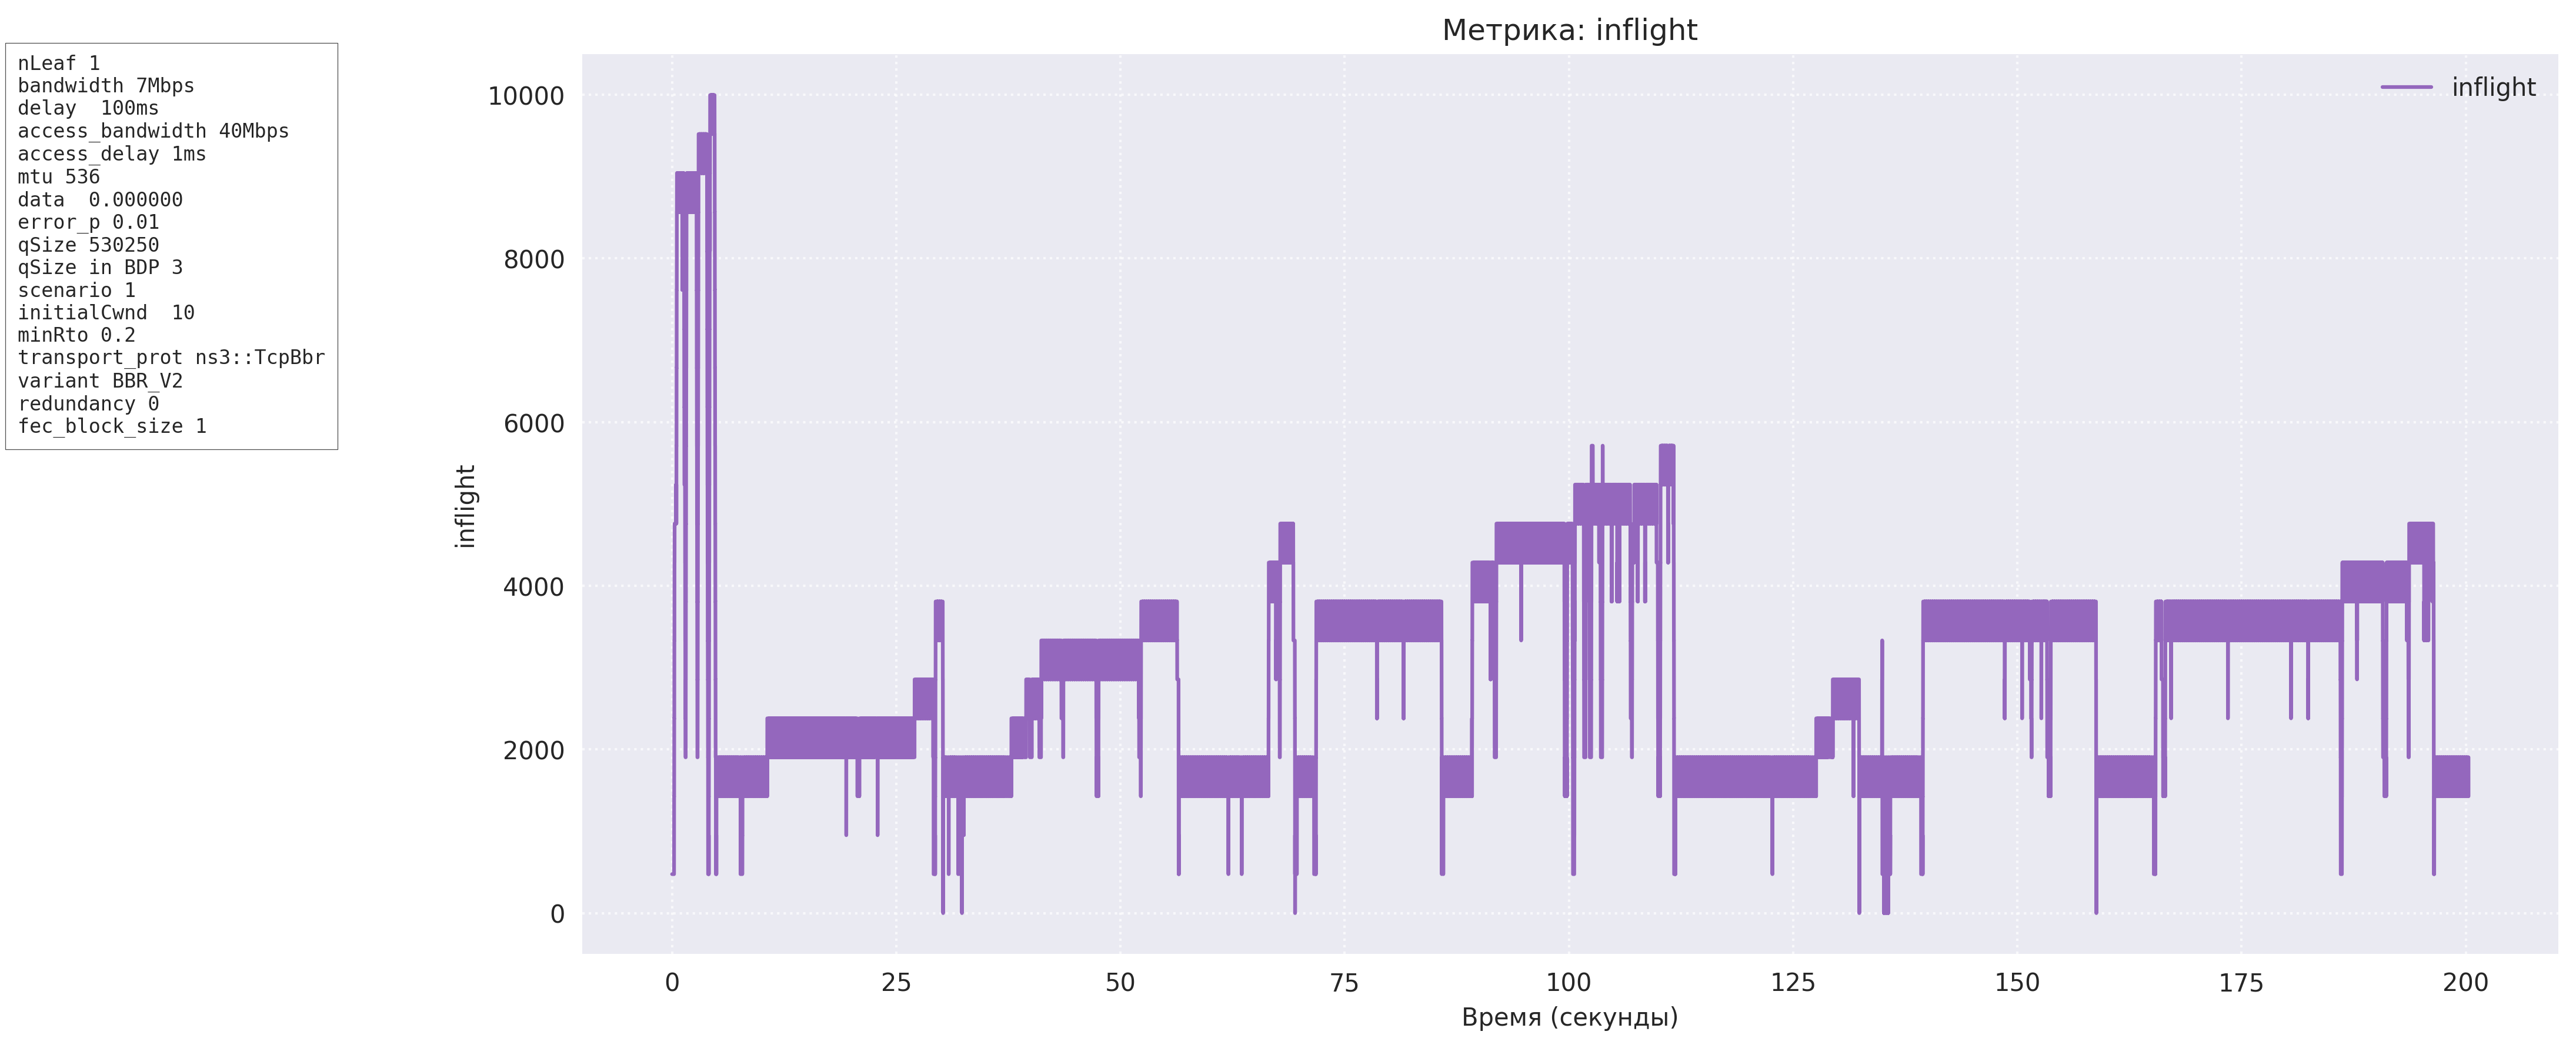 Метрика: inflight
nLeaf 1
bandwidth 7Mbps
delay  100ms
access_bandwidth 40Mbps
access_delay 1ms
mtu 536
data  0.000000
error_p 0.01
qSize 530250
qSize in BDP 3
scenario 1
initialCwnd  10
minRto 0.2
transport_prot ns3::TcpBbr
variant BBR_V2
redundancy 0
fec_block_size 1
inflight
10000
8000
6000
4000
2000
0
inflight
0 25 50 75 100 125 150 175 200
Время (секунды)